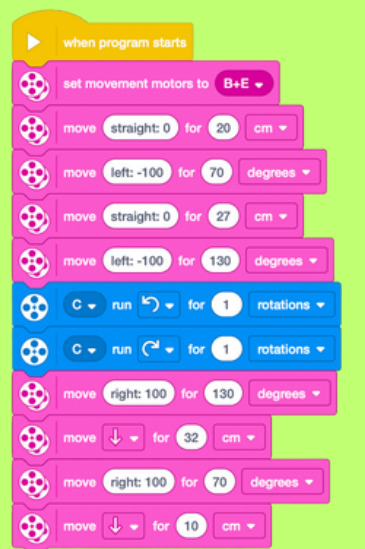 when program starts
set movement motors to B+E
move straight: 0 for 20 cm
move left: -100 for 70 degrees
move straight: 0 for 27 cm
move left: -100 for 130 degrees
C run for 1 rotations
C run for 1 rotations
move right: 100 for 130 degrees
move for 32 cm
move right: 100 for 70 degrees
move for 10 cm